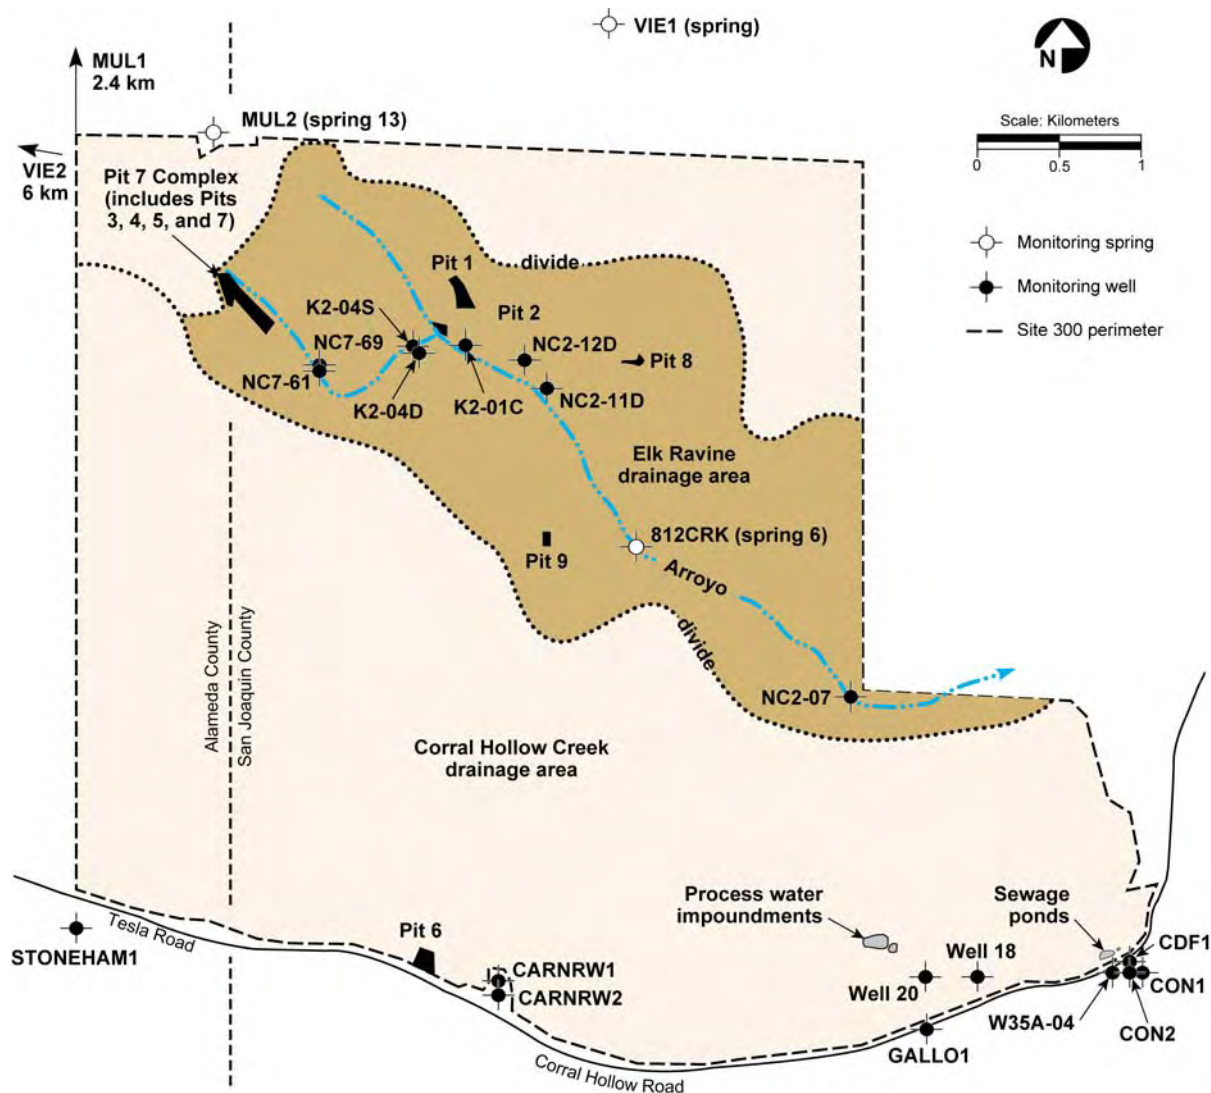 VIE1 (spring)
N
MUL1
2.4 km
Scale: Kilometers
0
0.5
1
MUL2 (spring 13)
VIE2
6 km
Pit 7 Complex
(includes Pits
3, 4, 5, and 7)
Monitoring spring
Monitoring well
Site 300 perimeter
Pit 1
divide
K2-04S
Pit 2
NC7-69
NC2-12D
Pit 8
NC7-61
K2-04D
K2-01C
NC2-11D
Elk Ravine
drainage area
812CRK (spring 6)
Pit 9
Arroyo
divide
Alameda County
San Joaquin County
NC2-07
Corral Hollow Creek
drainage area
Process water
impoundments
Sewage
ponds
Tesla Road
Pit 6
STONEHAM1
CARNRW1
CARNRW2
Well 18
Well 20
CDF1
CON1
W35A-04
CON2
GALLO1
Corral Hollow Road